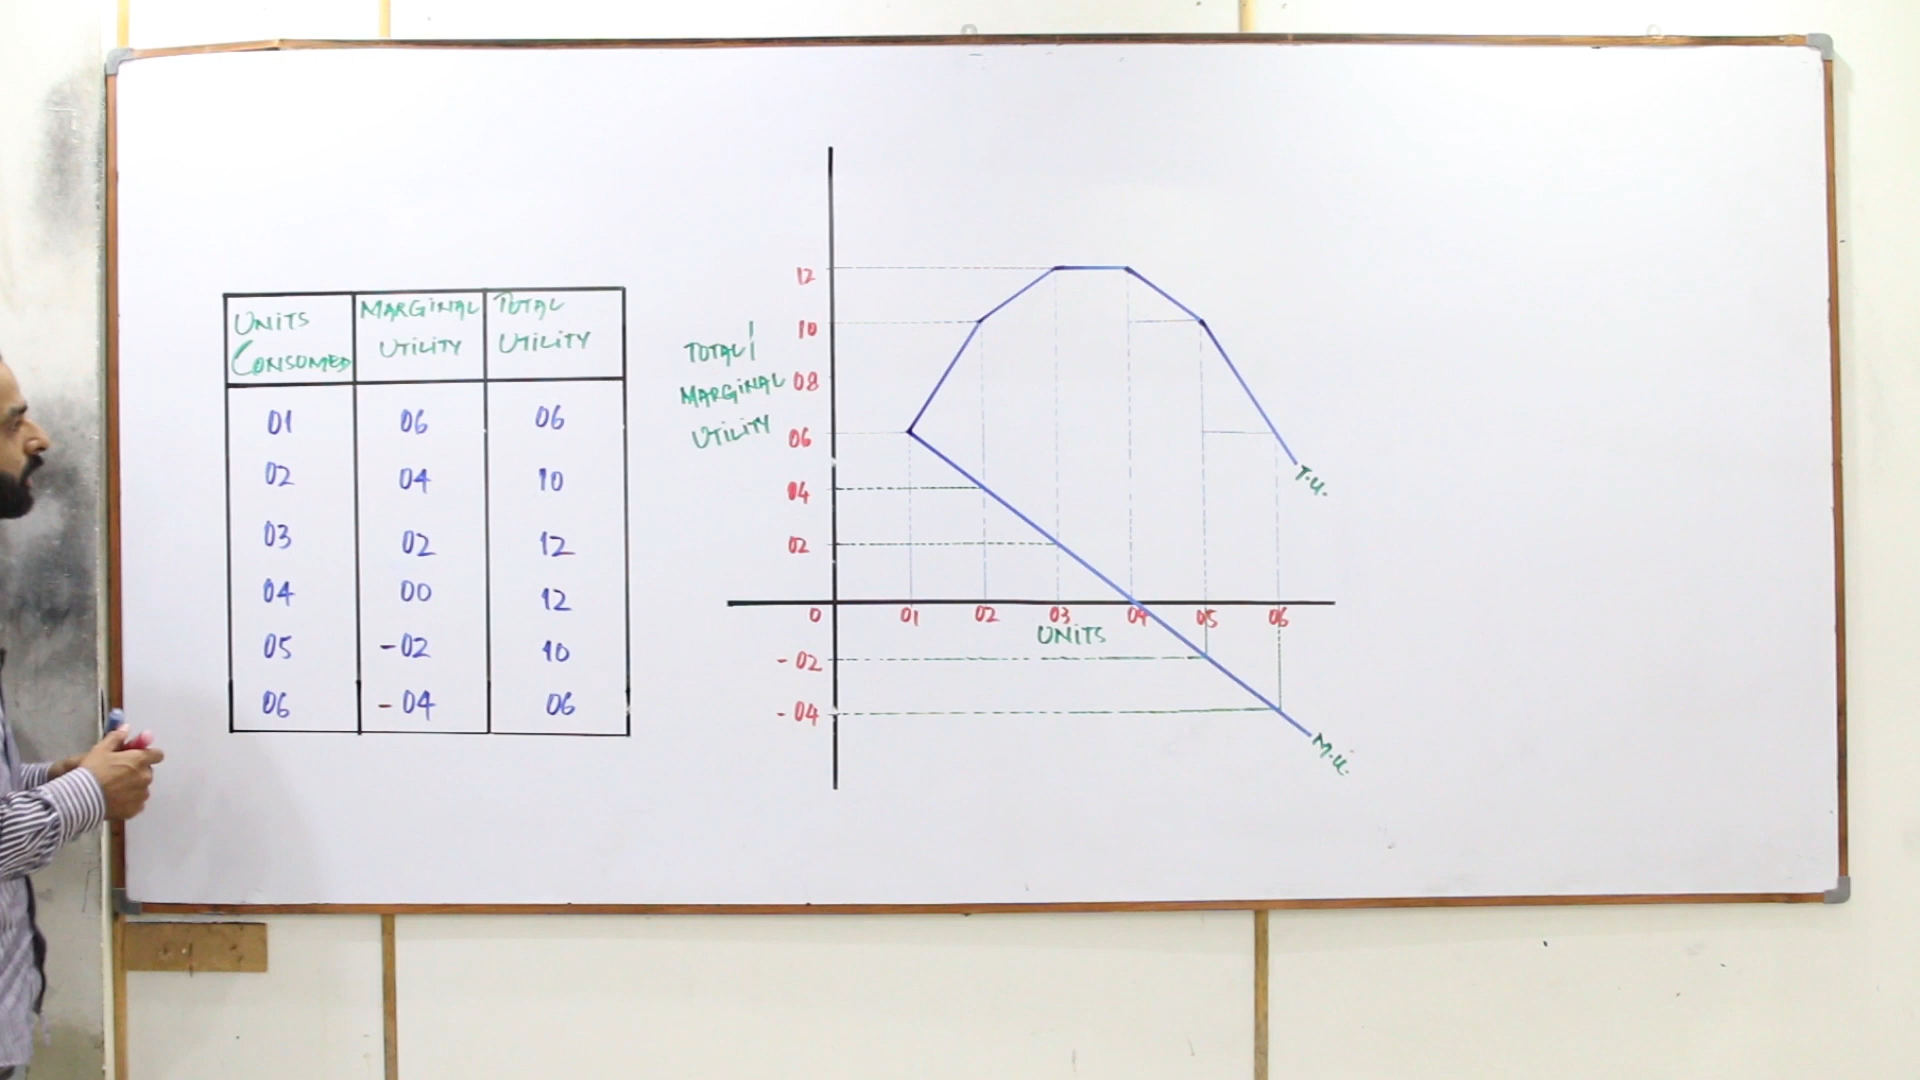 UNiTS CONSOMED MARGINAL UTiLiTY TOTAL UTiLiTY
01 06 06
02 04 10
03 02 12
04 00 12
05 -02 10
06 -04 06
TOTAL/
MARGiNAL
UTiLiTY
12
10
08
06
04
02
0 01 02 03 04 05 06
UNiTS
-02
-04
T.U.
M.U.